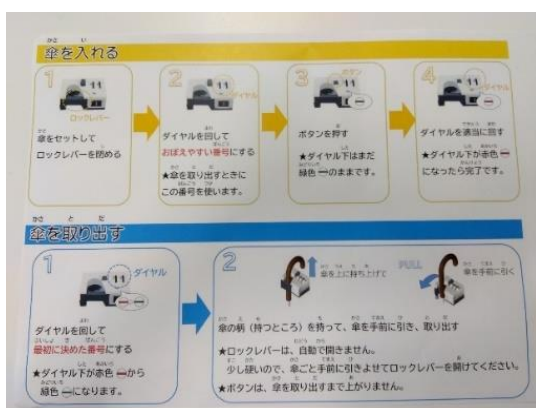 傘を入れる
1
11
ロックレバー
傘をセットして
ロックレバーを閉める
2
11
ダイヤル
ダイヤルを回して
おぼえやすい番号にする
★傘を取り出すときに
この番号を使います。
3
ボタン
11
ボタンを押す
★ダイヤル下はまだ
緑色のままです。
4
11
ダイヤル
ダイヤルを適当に回す
★ダイヤル下が赤色
になったら完了です。
傘を取り出す
1
11
ダイヤル
ダイヤルを回して
最初に決めた番号にする
★ダイヤル下が赤色から
緑色になります。
2
傘を上に持ち上げて
PULL
傘を手前に引く
傘の柄（持つところ）を持って、傘を手前に引き、取り出す
★ロックレバーは、自動で開きません。
少し硬いので、傘ごと手前に引きよせてロックレバーを開けてください。
★ボタンは、傘を取り出すまで上がりません。